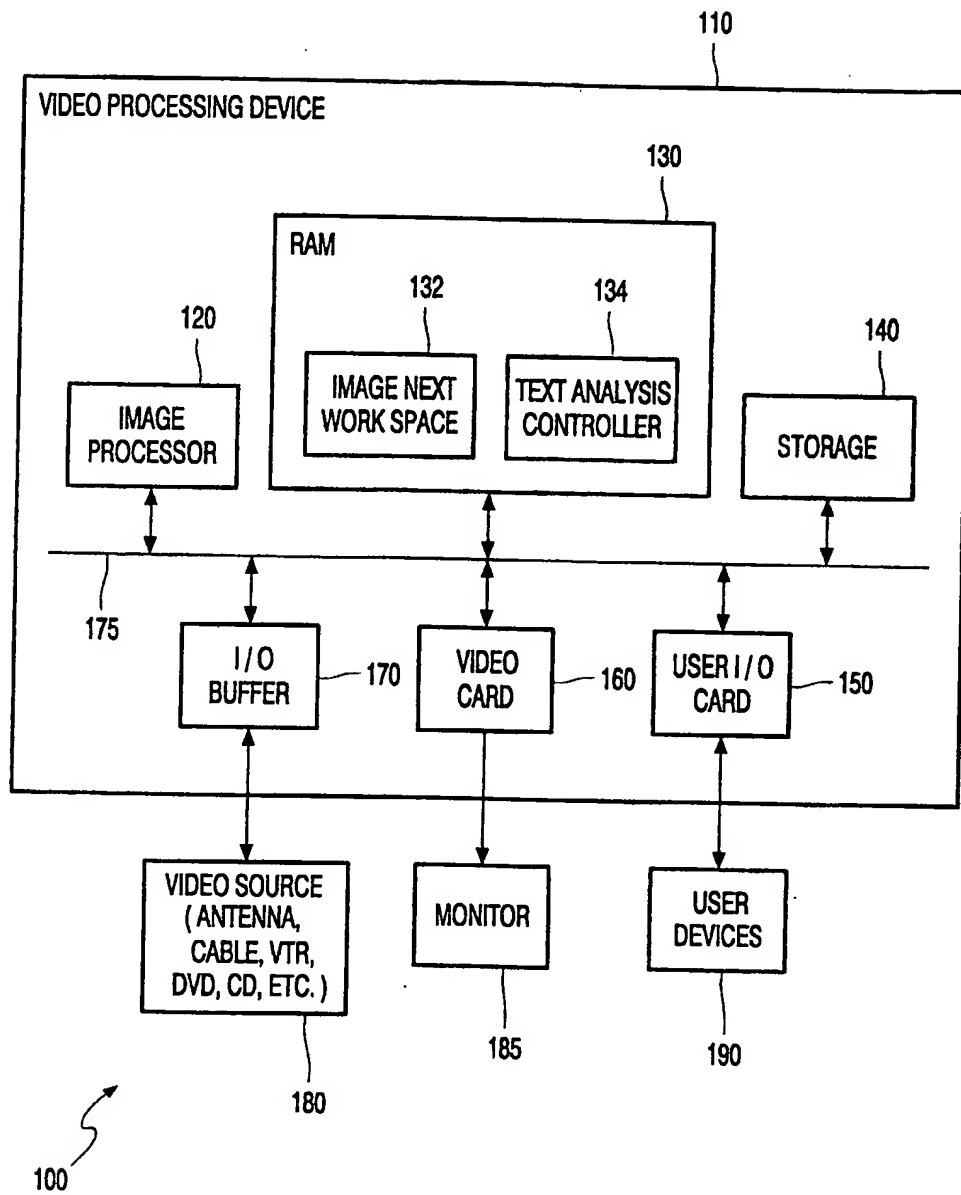 110
VIDEO PROCESSING DEVICE
130
RAM
132
134
120
140
IMAGE NEXT
WORK SPACE
TEXT ANALYSIS
CONTROLLER
IMAGE
PROCESSOR
STORAGE
175
I / O
BUFFER
170
VIDEO
CARD
160
USER I / O
CARD
150
VIDEO SOURCE
( ANTENNA,
CABLE, VTR,
DVD, CD, ETC. )
MONITOR
USER
DEVICES
185
190
180
100